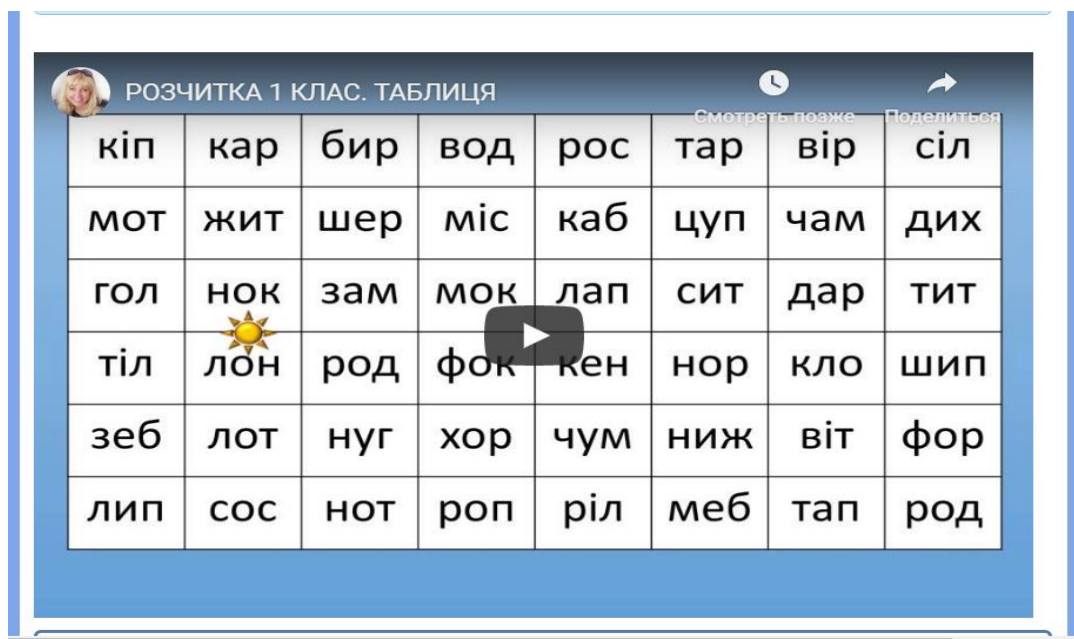 РОЗЧИТКА 1 КЛАС. ТАБЛИЦЯ
Смотреть позже Поделиться
кіп кар бир вод рос тар вір сіл
мот жит шер міс каб цуп чам дих
гол нок зам мок лап сит дар тит
тіл лон род фок кен нор кло шип
зеб лот нуг хор чум ниж віт фор
лип сос нот роп ріл меб тап род